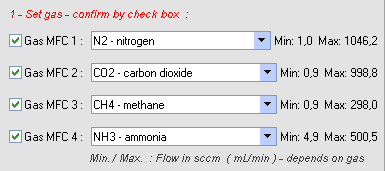 1 - Set gas - confirm by check box :
Gas MFC 1 : N2 - nitrogen Min: 1,0 Max: 1046,2
Gas MFC 2 : CO2 - carbon dioxide Min: 0,9 Max: 998,8
Gas MFC 3 : CH4 - methane Min: 0,9 Max: 298,0
Gas MFC 4 : NH3 - ammonia Min: 4,9 Max: 500,5
Min. / Max. : Flow in sccm ( mL/min ) - depends on gas